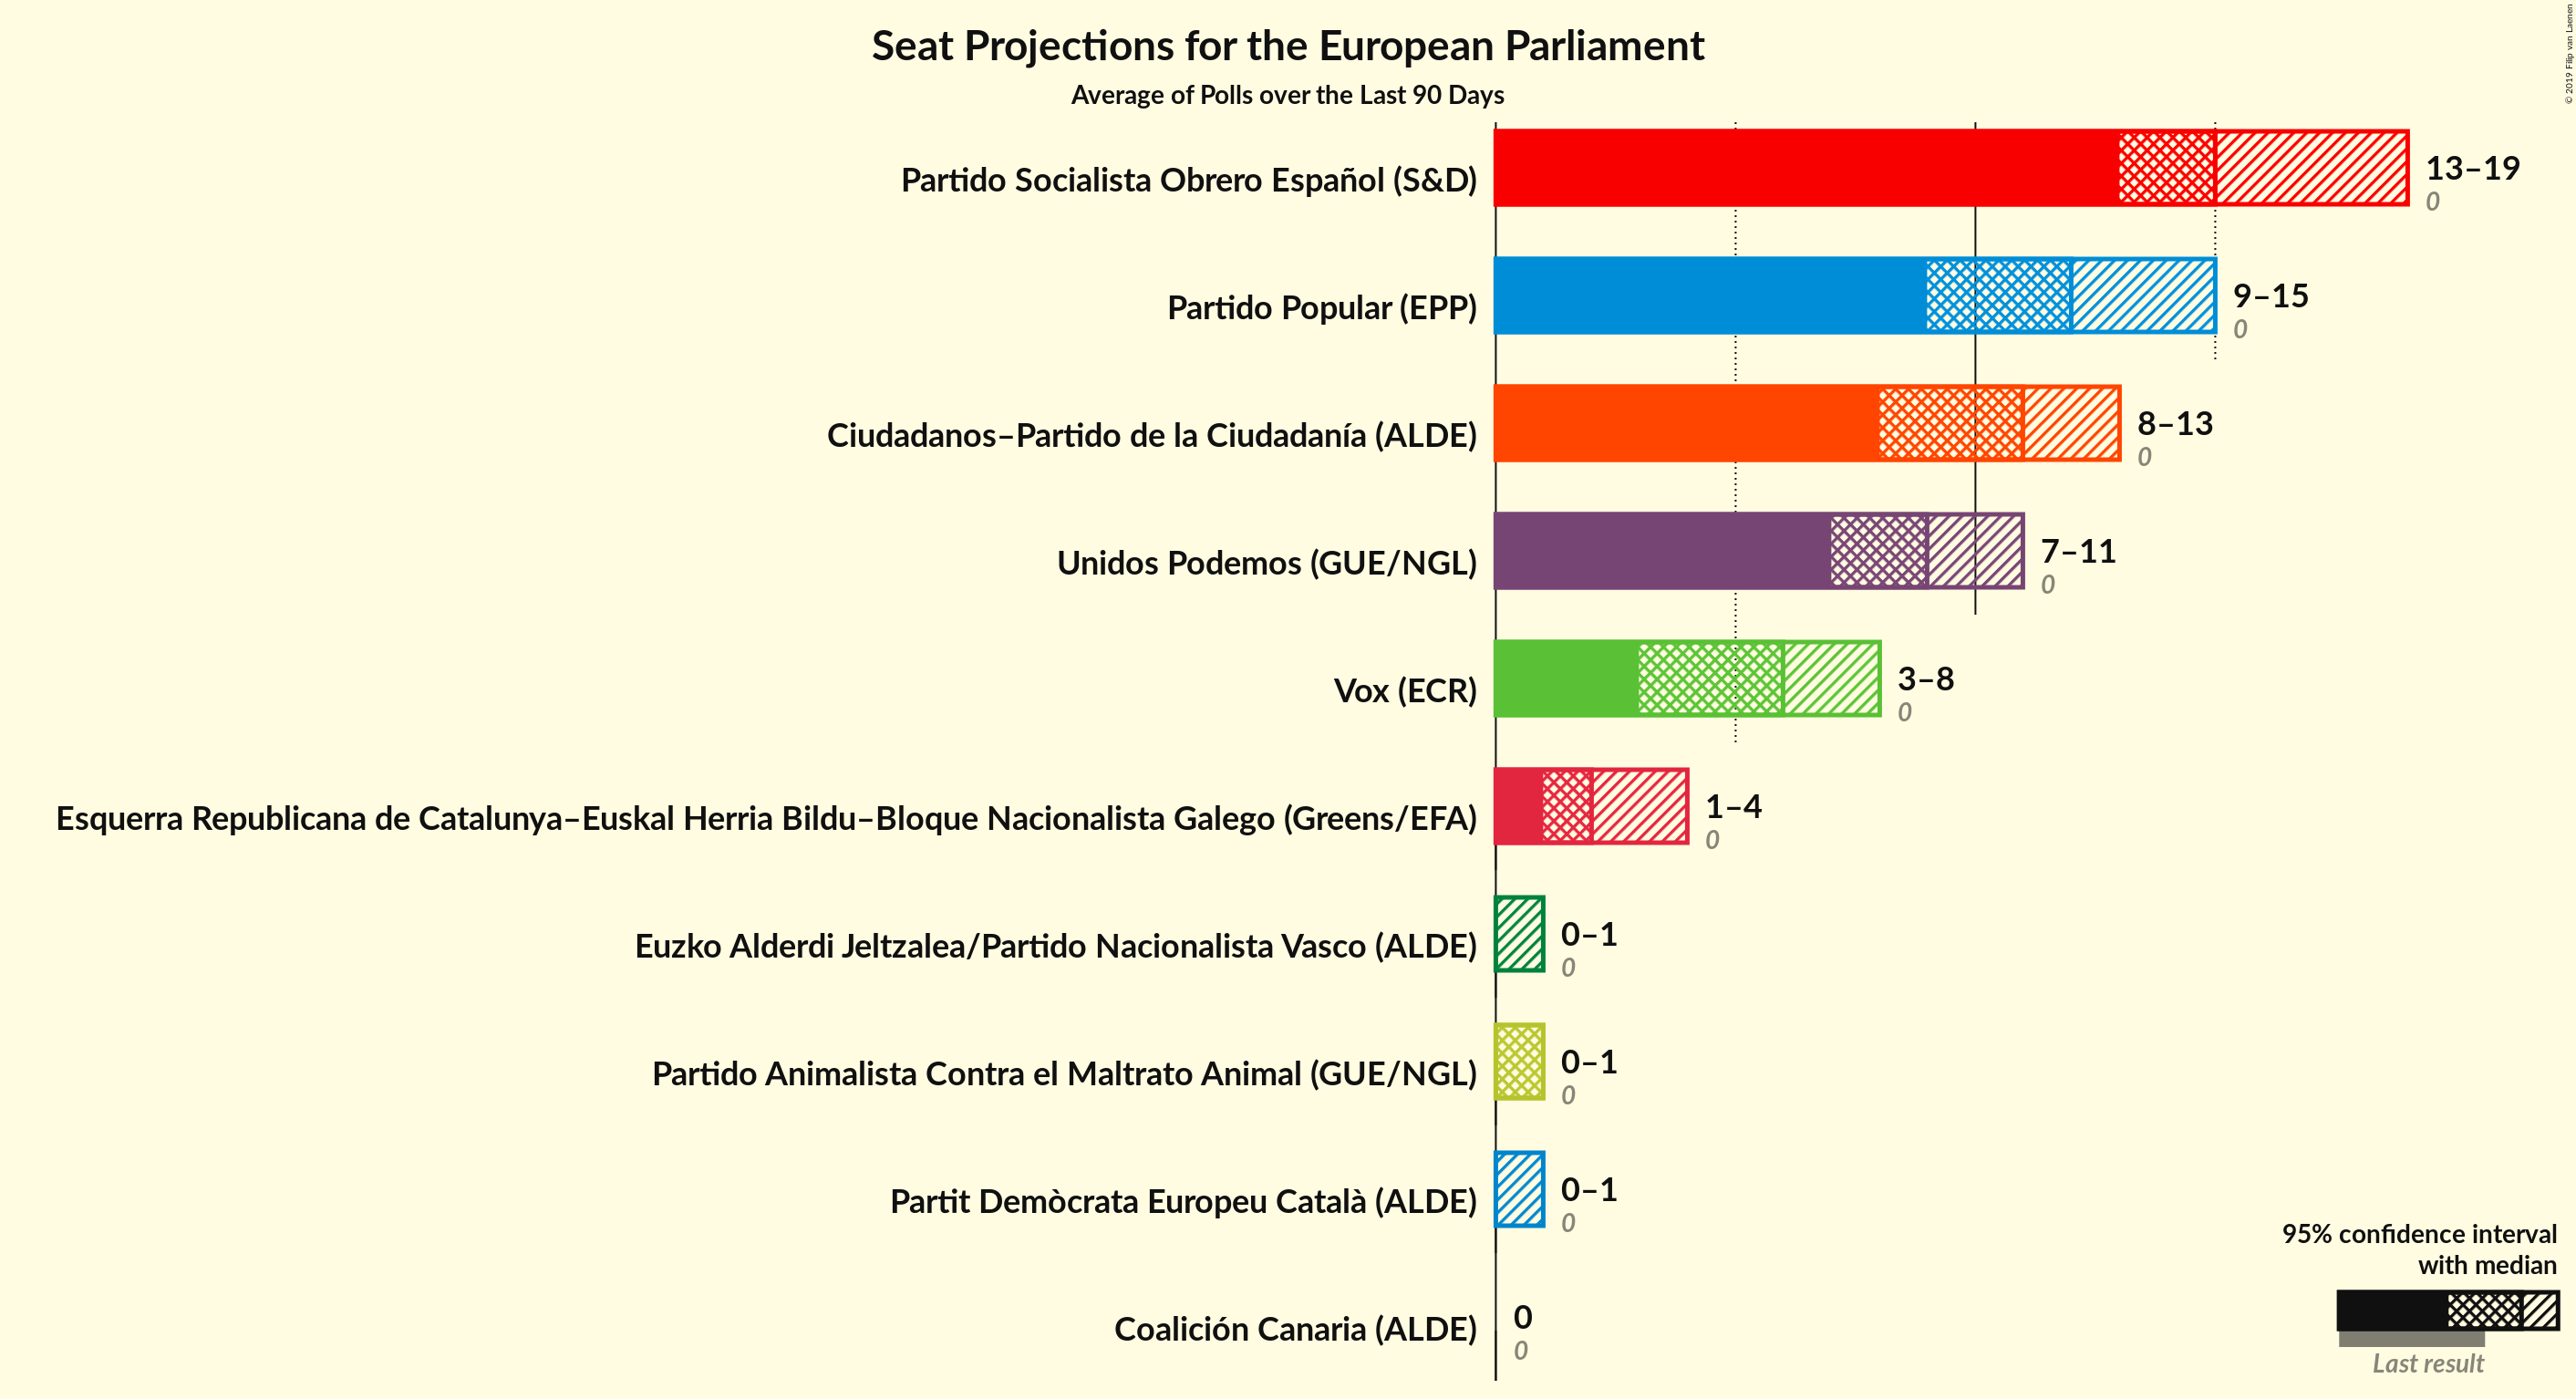 Seat Projections for the European Parliament
Average of Polls over the Last 90 Days
© 2019 Filip van Laenen
Partido Socialista Obrero Español (S&D)
13–19
0
Partido Popular (EPP)
9–15
0
Ciudadanos–Partido de la Ciudadanía (ALDE)
8–13
0
Unidos Podemos (GUE/NGL)
7–11
0
Vox (ECR)
3–8
0
Esquerra Republicana de Catalunya–Euskal Herria Bildu–Bloque Nacionalista Galego (Greens/EFA)
1–4
0
Euzko Alderdi Jeltzalea/Partido Nacionalista Vasco (ALDE)
0–1
0
Partido Animalista Contra el Maltrato Animal (GUE/NGL)
0–1
0
Partit Demòcrata Europeu Català (ALDE)
0–1
0
Coalición Canaria (ALDE)
0
0
95% confidence interval
with median
Last result